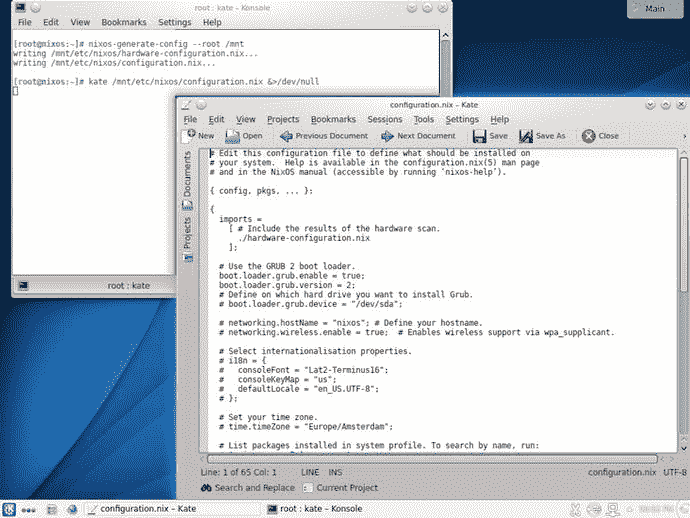 root : kate – Konsole
File Edit View Bookmarks Settings Help
[root@nixos:~]# nixos-generate-config --root /mnt
writing /mnt/etc/nixos/hardware-configuration.nix...
writing /mnt/etc/nixos/configuration.nix...
[root@nixos:~]# kate /mnt/etc/nixos/configuration.nix &>/dev/null
root : kate
Main
configuration.nix – Kate
File Edit View Projects Bookmarks Sessions Tools Settings Help
New Open Previous Document Next Document Save Save As Close
Documents
Projects
# Edit this configuration file to define what should be installed on
# your system.  Help is available in the configuration.nix(5) man page
# and in the NixOS manual (accessible by running ‘nixos-help’).
{ config, pkgs, ... }:
{
imports =
[ # Include the results of the hardware scan.
./hardware-configuration.nix
];
# Use the GRUB 2 boot loader.
boot.loader.grub.enable = true;
boot.loader.grub.version = 2;
# Define on which hard drive you want to install Grub.
# boot.loader.grub.device = "/dev/sda";
# networking.hostName = "nixos"; # Define your hostname.
# networking.wireless.enable = true;  # Enables wireless support via wpa_supplicant.
# Select internationalisation properties.
# i18n = {
#   consoleFont = "Lat2-Terminus16";
#   consoleKeyMap = "us";
#   defaultLocale = "en_US.UTF-8";
# };
# Set your time zone.
# time.timeZone = "Europe/Amsterdam";
# List packages installed in system profile. To search by name, run:
Line: 1 of 65 Col: 1 LINE INS configuration.nix UTF-8
Search and Replace Current Project
configuration.nix – Kate
root : kate – Konsole